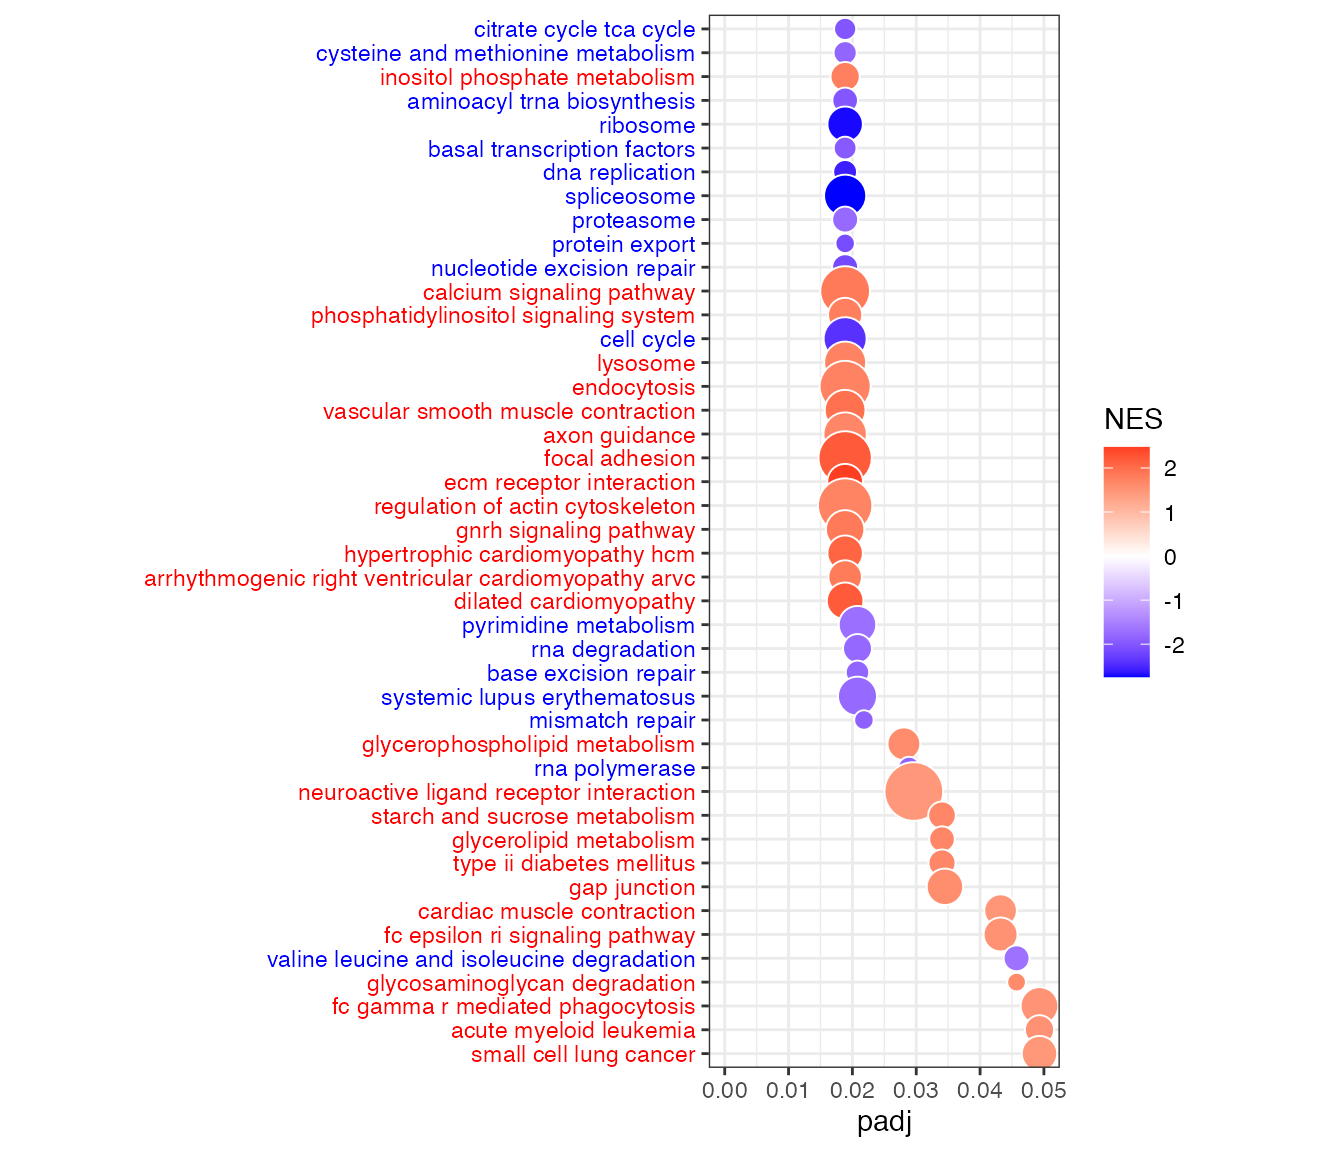 citrate cycle tca cycle
cysteine and methionine metabolism
inositol phosphate metabolism
aminoacyl trna biosynthesis
ribosome
basal transcription factors
dna replication
spliceosome
proteasome
protein export
nucleotide excision repair
calcium signaling pathway
phosphatidylinositol signaling system
cell cycle
lysosome
endocytosis
vascular smooth muscle contraction
axon guidance
focal adhesion
ecm receptor interaction
regulation of actin cytoskeleton
gnrh signaling pathway
hypertrophic cardiomyopathy hcm
arrhythmogenic right ventricular cardiomyopathy arvc
dilated cardiomyopathy
pyrimidine metabolism
rna degradation
base excision repair
systemic lupus erythematosus
mismatch repair
glycerophospholipid metabolism
rna polymerase
neuroactive ligand receptor interaction
starch and sucrose metabolism
glycerolipid metabolism
type ii diabetes mellitus
gap junction
cardiac muscle contraction
fc epsilon ri signaling pathway
valine leucine and isoleucine degradation
glycosaminoglycan degradation
fc gamma r mediated phagocytosis
acute myeloid leukemia
small cell lung cancer
0.00 0.01 0.02 0.03 0.04 0.05
padj
NES
2
1
0
-1
-2